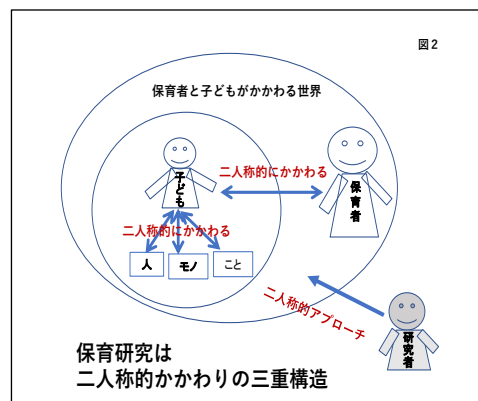 図2
保育者と子どもがかかわる世界
子ども
二人称的にかかわる
保育者
二人称的にかかわる
人
モノ
こと
二人称的アプローチ
研究者
保育研究は
二人称的かかわりの三重構造